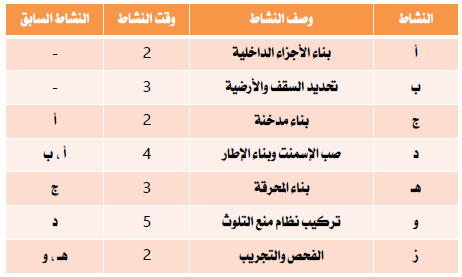 النشاط وصف النشاط وقت النشاط النشاط السابق
أ بناء الأجزاء الداخلية 2 -
ب تحديد السقف والأرضية 3 -
ج بناء مدخنة 2 أ
د صب الإسمنت وبناء الإطار 4 أ ، ب
هـ بناء المحرقة 3 ج
و تركيب نظام منع التلوث 5 د
ز الفحص والتجريب 2 هـ ، و